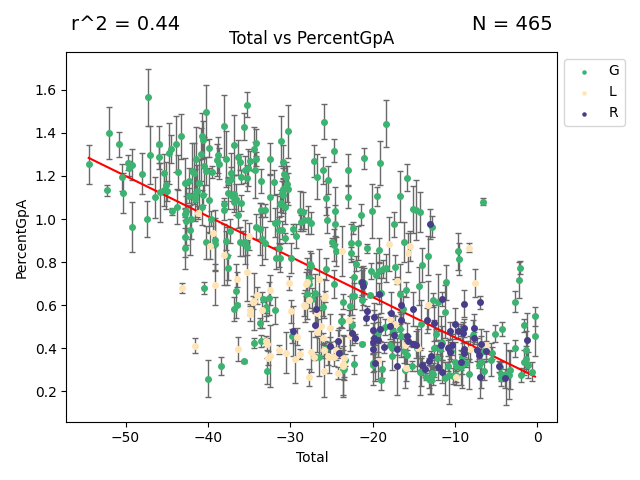 r^2 = 0.44
N = 465
Total vs PercentGpA
G
L
R
1.6
1.4
1.2
1.0
0.8
0.6
0.4
0.2
PercentGpA
−50
−40
−30
−20
−10
0
Total